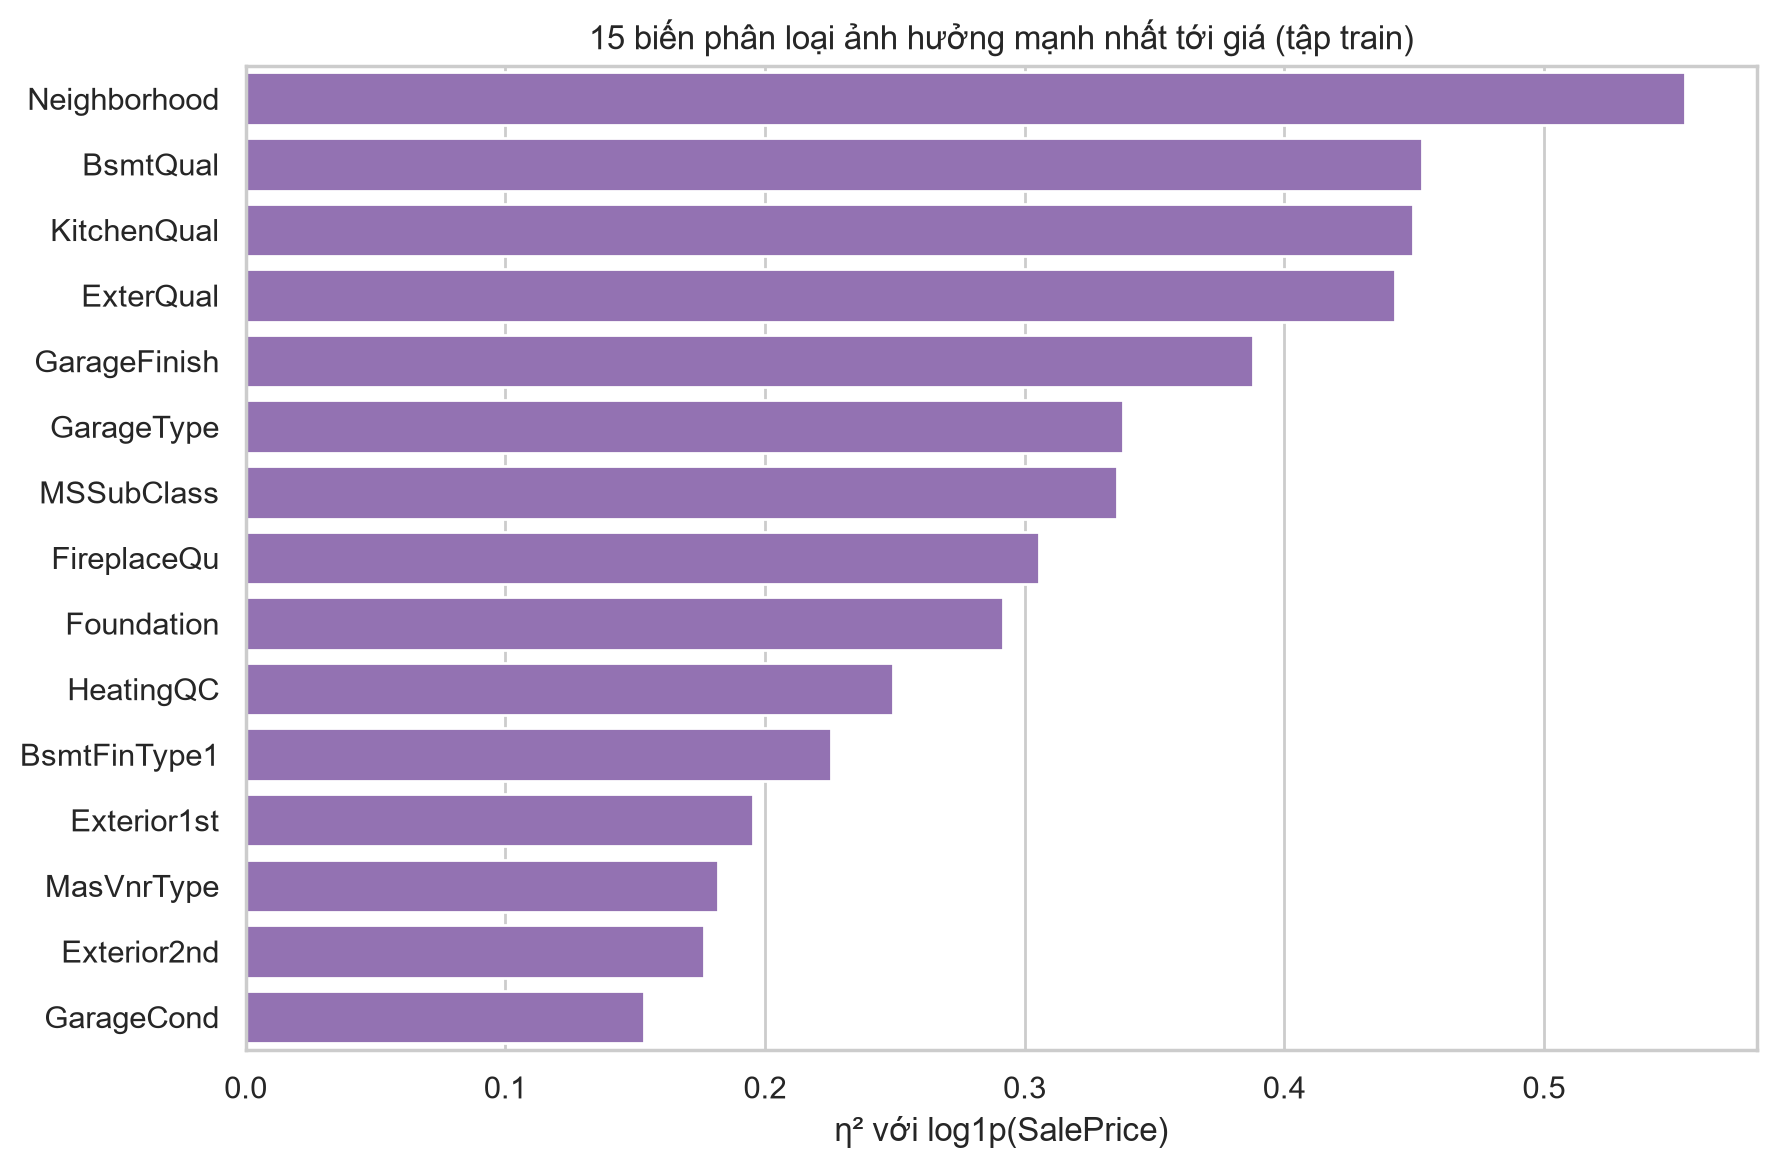 15 biến phân loại ảnh hưởng mạnh nhất tới giá (tập train)
Neighborhood
BsmtQual
KitchenQual
ExterQual
GarageFinish
GarageType
MSSubClass
FireplaceQu
Foundation
HeatingQC
BsmtFinType1
Exterior1st
MasVnrType
Exterior2nd
GarageCond
0.0 0.1 0.2 0.3 0.4 0.5
η² với log1p(SalePrice)